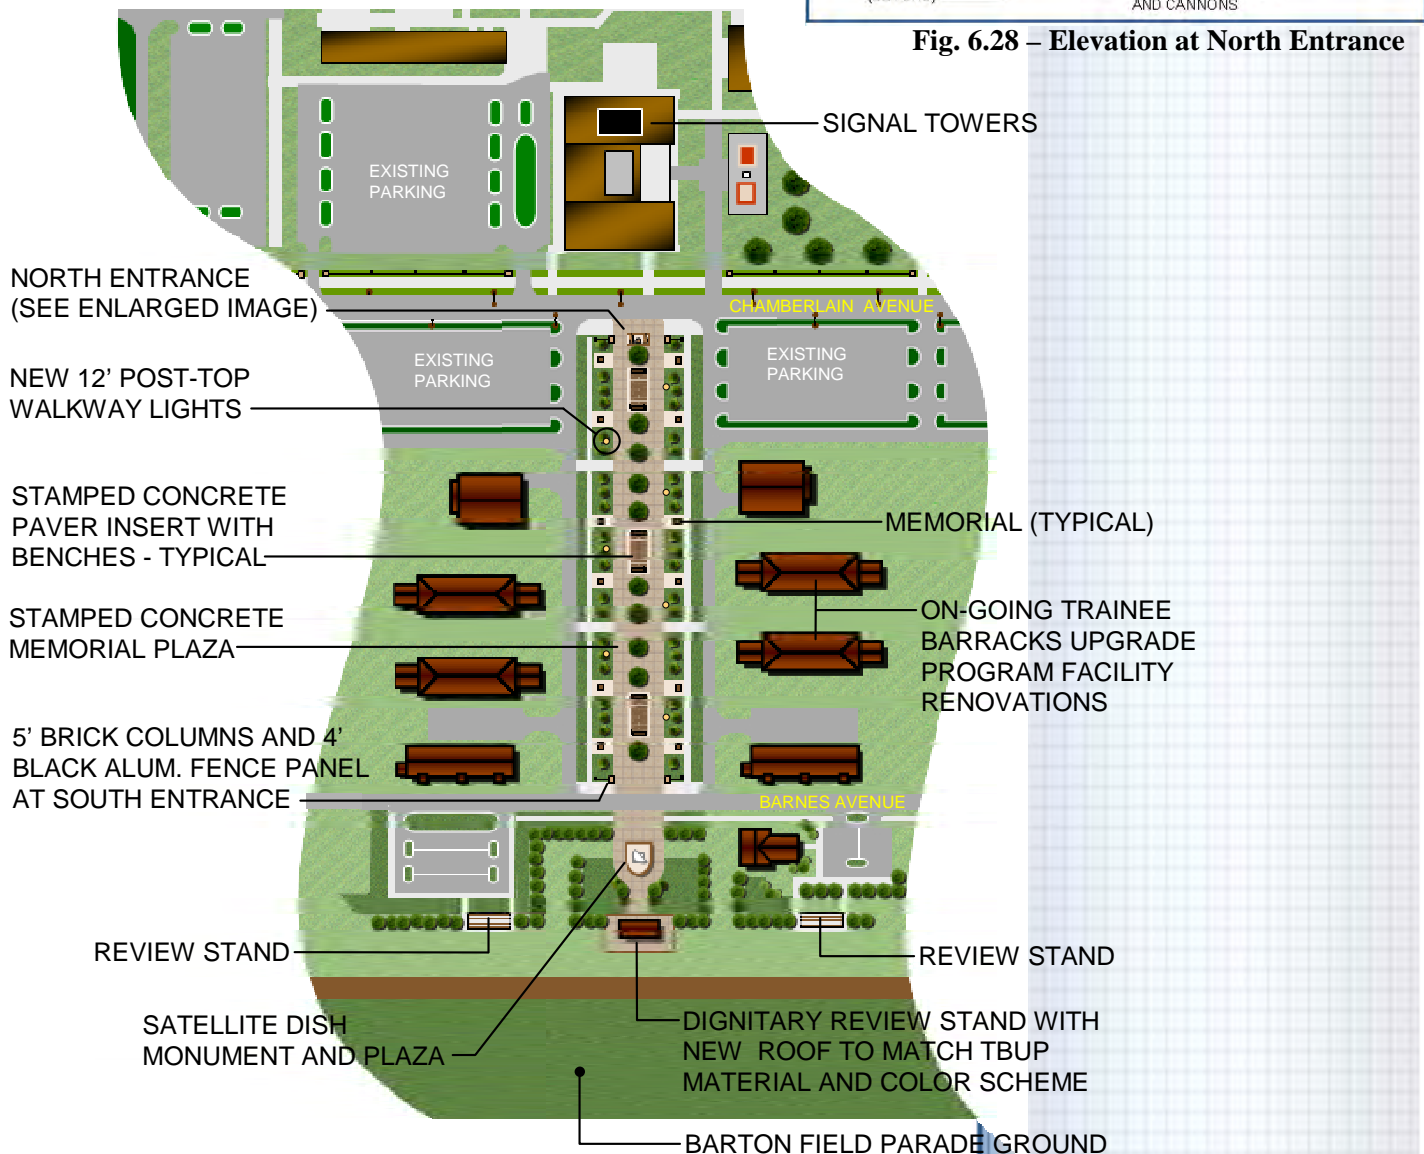 AND CANNONS
Fig. 6.28 – Elevation at North Entrance
SIGNAL TOWERS
EXISTING
PARKING
NORTH ENTRANCE
(SEE ENLARGED IMAGE)
CHAMBERLAIN AVENUE
EXISTING
PARKING
EXISTING
PARKING
NEW 12' POST-TOP
WALKWAY LIGHTS
STAMPED CONCRETE
PAVER INSERT WITH
BENCHES - TYPICAL
MEMORIAL (TYPICAL)
STAMPED CONCRETE
MEMORIAL PLAZA
ON-GOING TRAINEE
BARRACKS UPGRADE
PROGRAM FACILITY
RENOVATIONS
5' BRICK COLUMNS AND 4'
BLACK ALUM. FENCE PANEL
AT SOUTH ENTRANCE
BARNES AVENUE
REVIEW STAND
REVIEW STAND
SATELLITE DISH
MONUMENT AND PLAZA
DIGNITARY REVIEW STAND WITH
NEW ROOF TO MATCH TBUP
MATERIAL AND COLOR SCHEME
BARTON FIELD PARADE GROUND